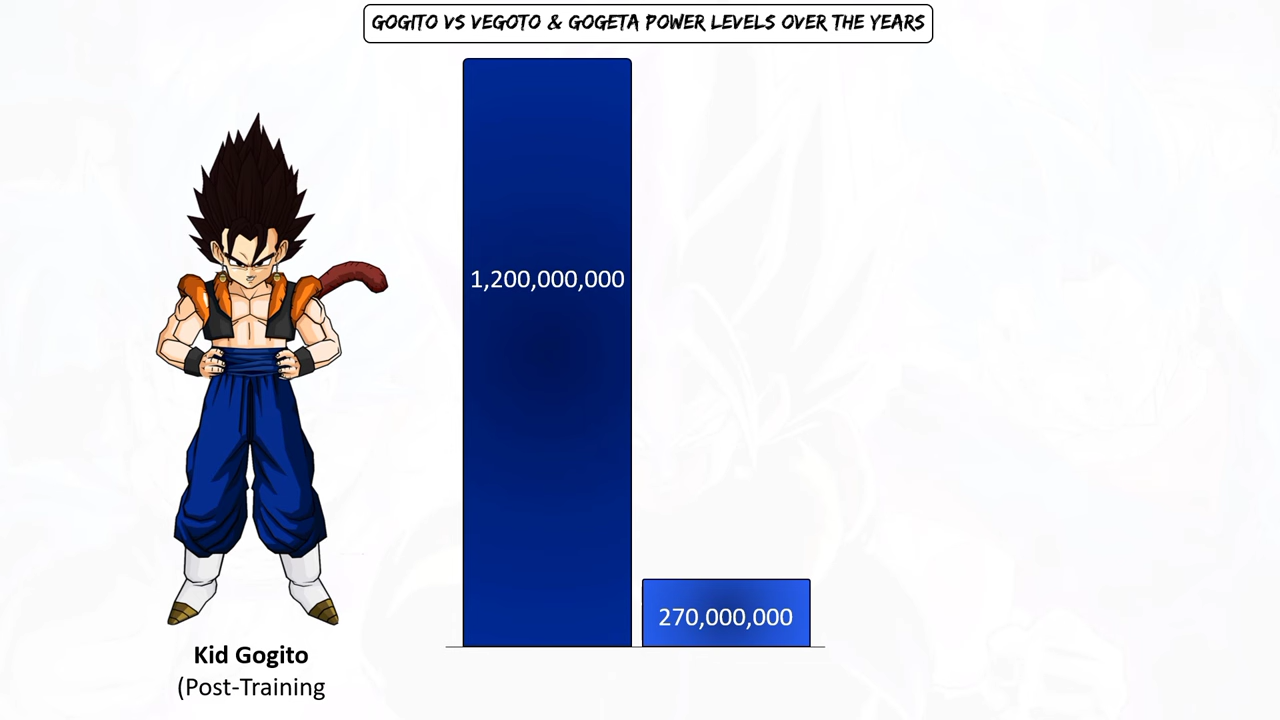 GOGITO VS VEGOTO & GOGETA POWER LEVELS OVER THE YEARS
1,200,000,000
270,000,000
Kid Gogito
(Post-Training